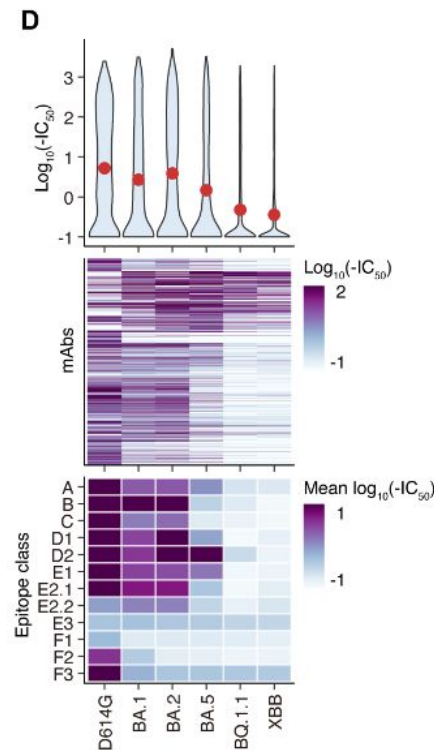 D
Log₁₀(-IC₅₀)
3
2
1
0
-1
mAbs
Log₁₀(-IC₅₀)
2
-1
Epitope class
A
B
C
D1
D2
E1
E2.1
E2.2
E3
F1
F2
F3
Mean log₁₀(-IC₅₀)
1
-1
D614G
BA.1
BA.2
BA.5
BQ.1.1
XBB